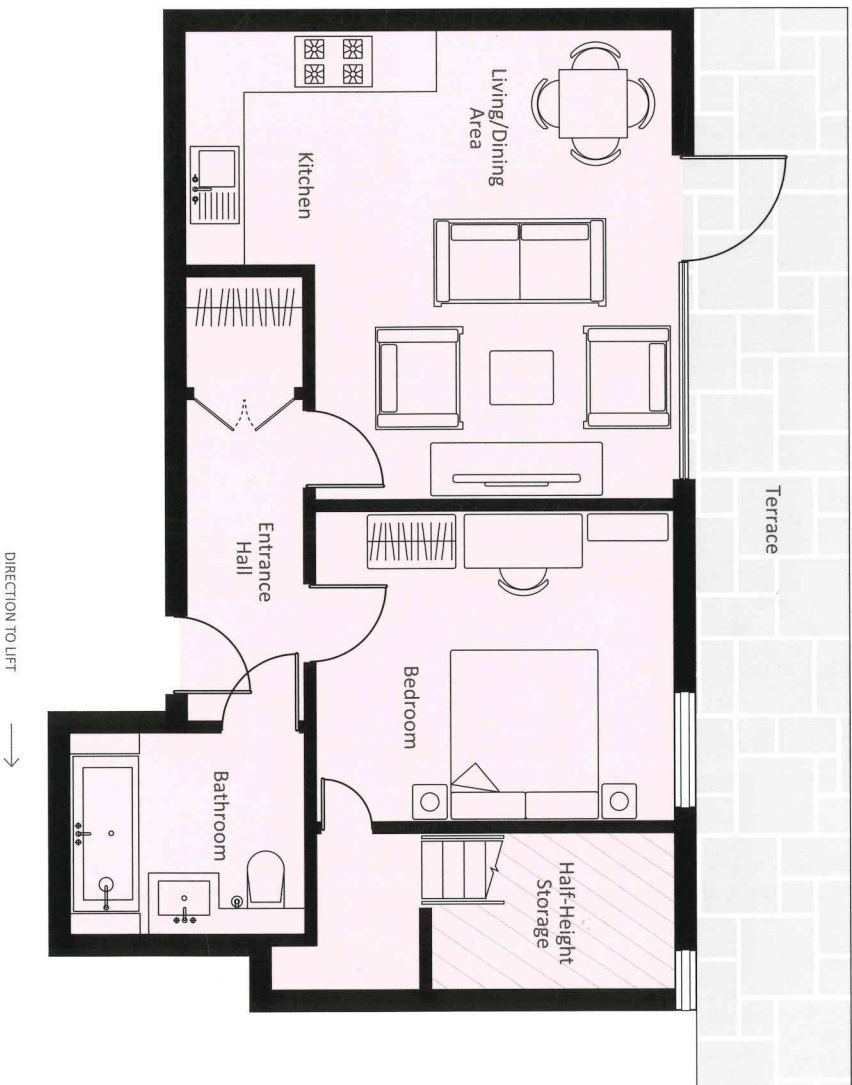 Terrace
Living/Dining
Area
Half-Height
Storage
Bedroom
Kitchen
Entrance
Hall
Bathroom
DIRECTION TO LIFT →